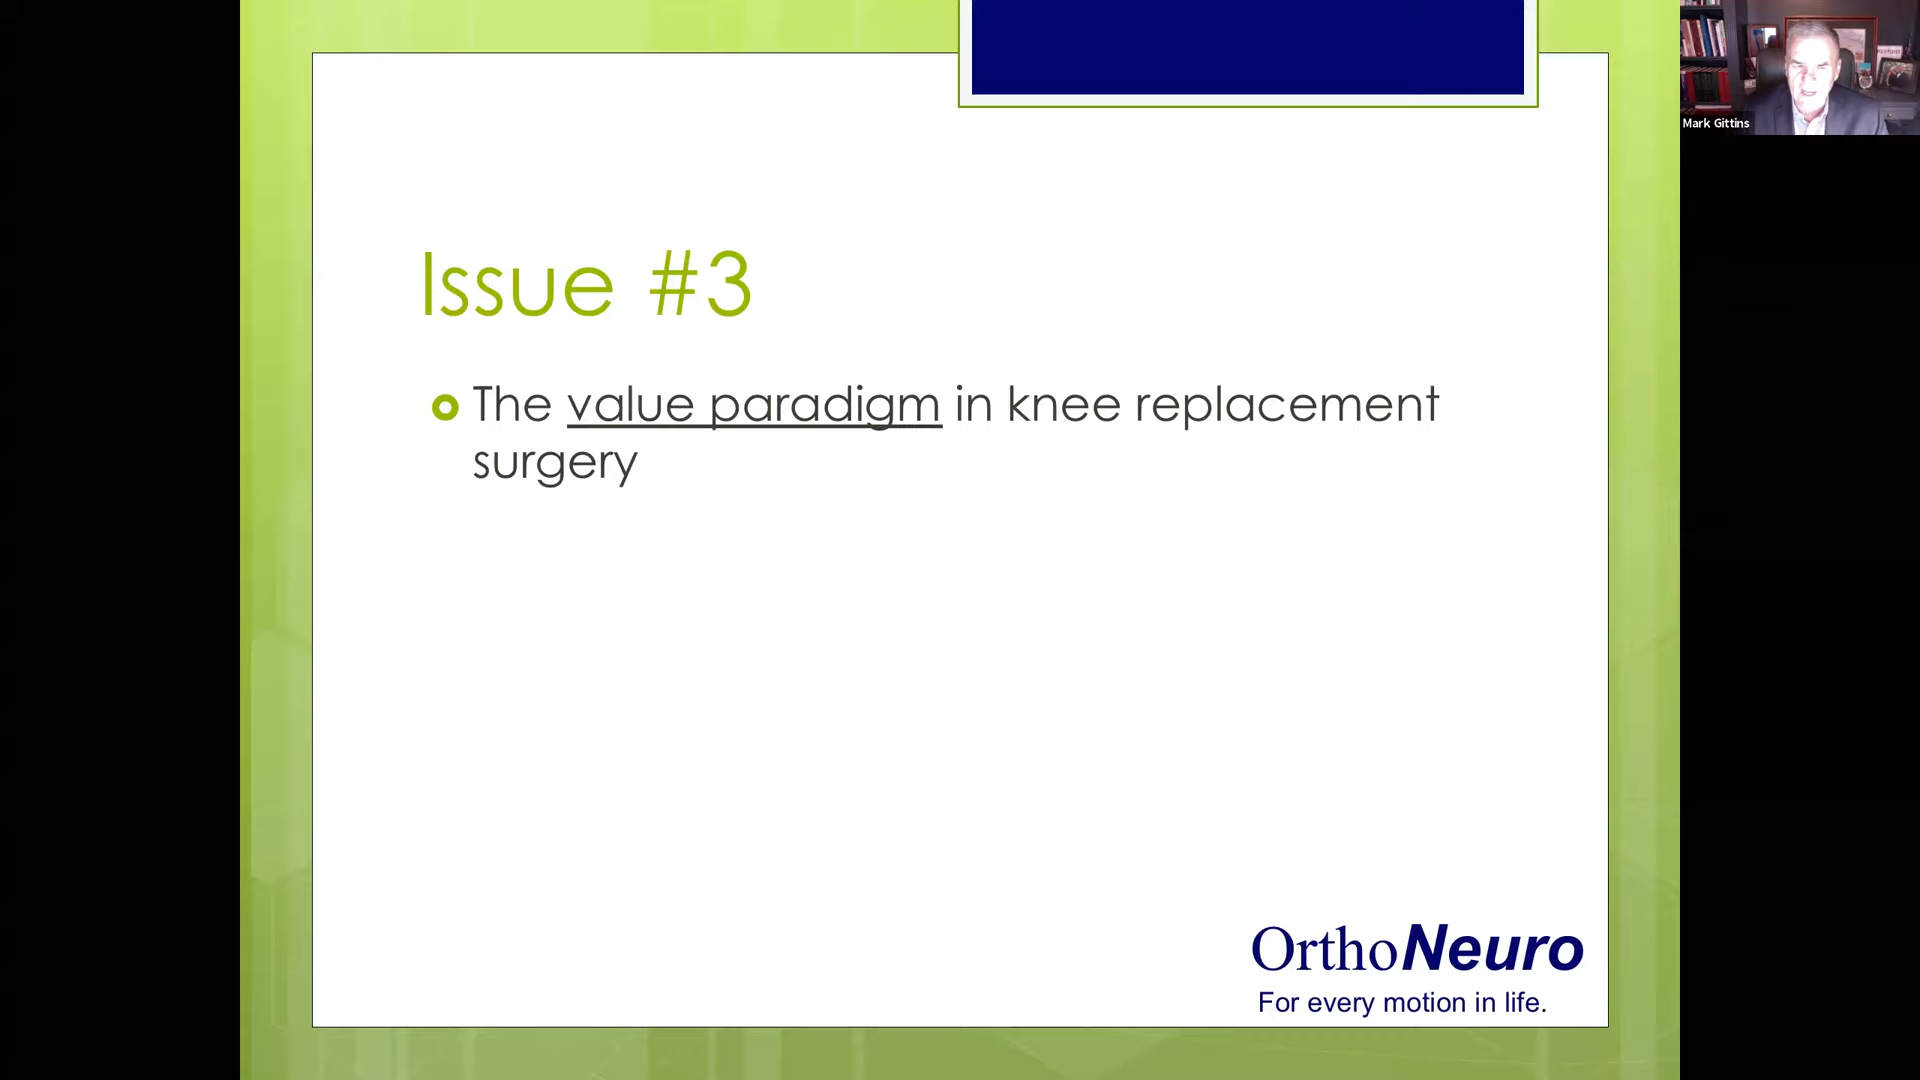 Mark Gittins
Issue #3
The value paradigm in knee replacement
surgery
OrthoNeuro
For every motion in life.